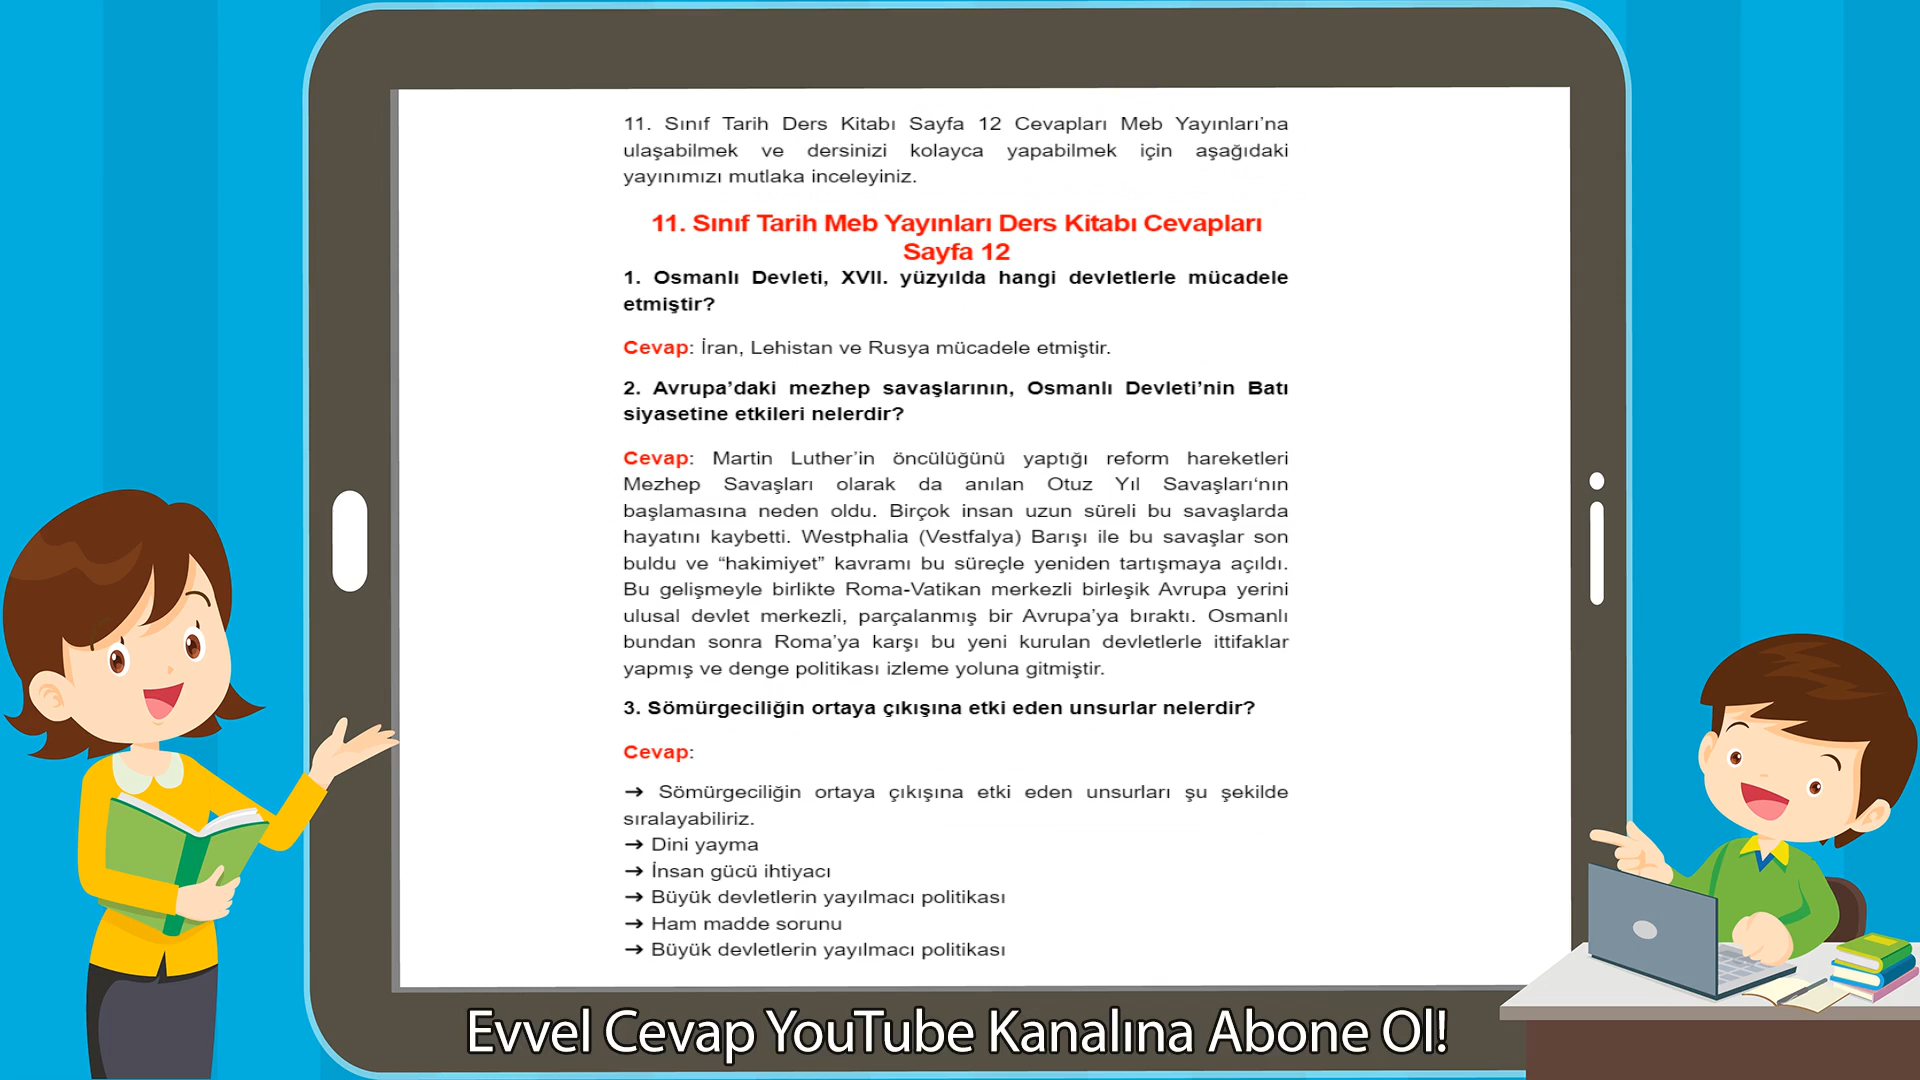 11. Sınıf Tarih Ders Kitabı Sayfa 12 Cevapları Meb Yayınları’na
ulaşabilmek ve dersinizi kolayca yapabilmek için aşağıdaki
yayınımızı mutlaka inceleyiniz.
11. Sınıf Tarih Meb Yayınları Ders Kitabı Cevapları
Sayfa 12
1. Osmanlı Devleti, XVII. yüzyılda hangi devletlerle mücadele
etmiştir?
Cevap: İran, Lehistan ve Rusya mücadele etmiştir.
2. Avrupa’daki mezhep savaşlarının, Osmanlı Devleti’nin Batı
siyasetine etkileri nelerdir?
Cevap: Martin Luther’in öncülüğünü yaptığı reform hareketleri
Mezhep Savaşları olarak da anılan Otuz Yıl Savaşları‘nın
başlamasına neden oldu. Birçok insan uzun süreli bu savaşlarda
hayatını kaybetti. Westphalia (Vestfalya) Barışı ile bu savaşlar son
buldu ve “hakimiyet” kavramı bu süreçle yeniden tartışmaya açıldı.
Bu gelişmeyle birlikte Roma-Vatikan merkezli birleşik Avrupa yerini
ulusal devlet merkezli, parçalanmış bir Avrupa’ya bıraktı. Osmanlı
bundan sonra Roma’ya karşı bu yeni kurulan devletlerle ittifaklar
yapmış ve denge politikası izleme yoluna gitmiştir.
3. Sömürgeciliğin ortaya çıkışına etki eden unsurlar nelerdir?
Cevap:
→ Sömürgeciliğin ortaya çıkışına etki eden unsurları şu şekilde
sıralayabiliriz.
→ Dini yayma
→ İnsan gücü ihtiyacı
→ Büyük devletlerin yayılmacı politikası
→ Ham madde sorunu
→ Büyük devletlerin yayılmacı politikası
Evvel Cevap YouTube Kanalına Abone Ol!